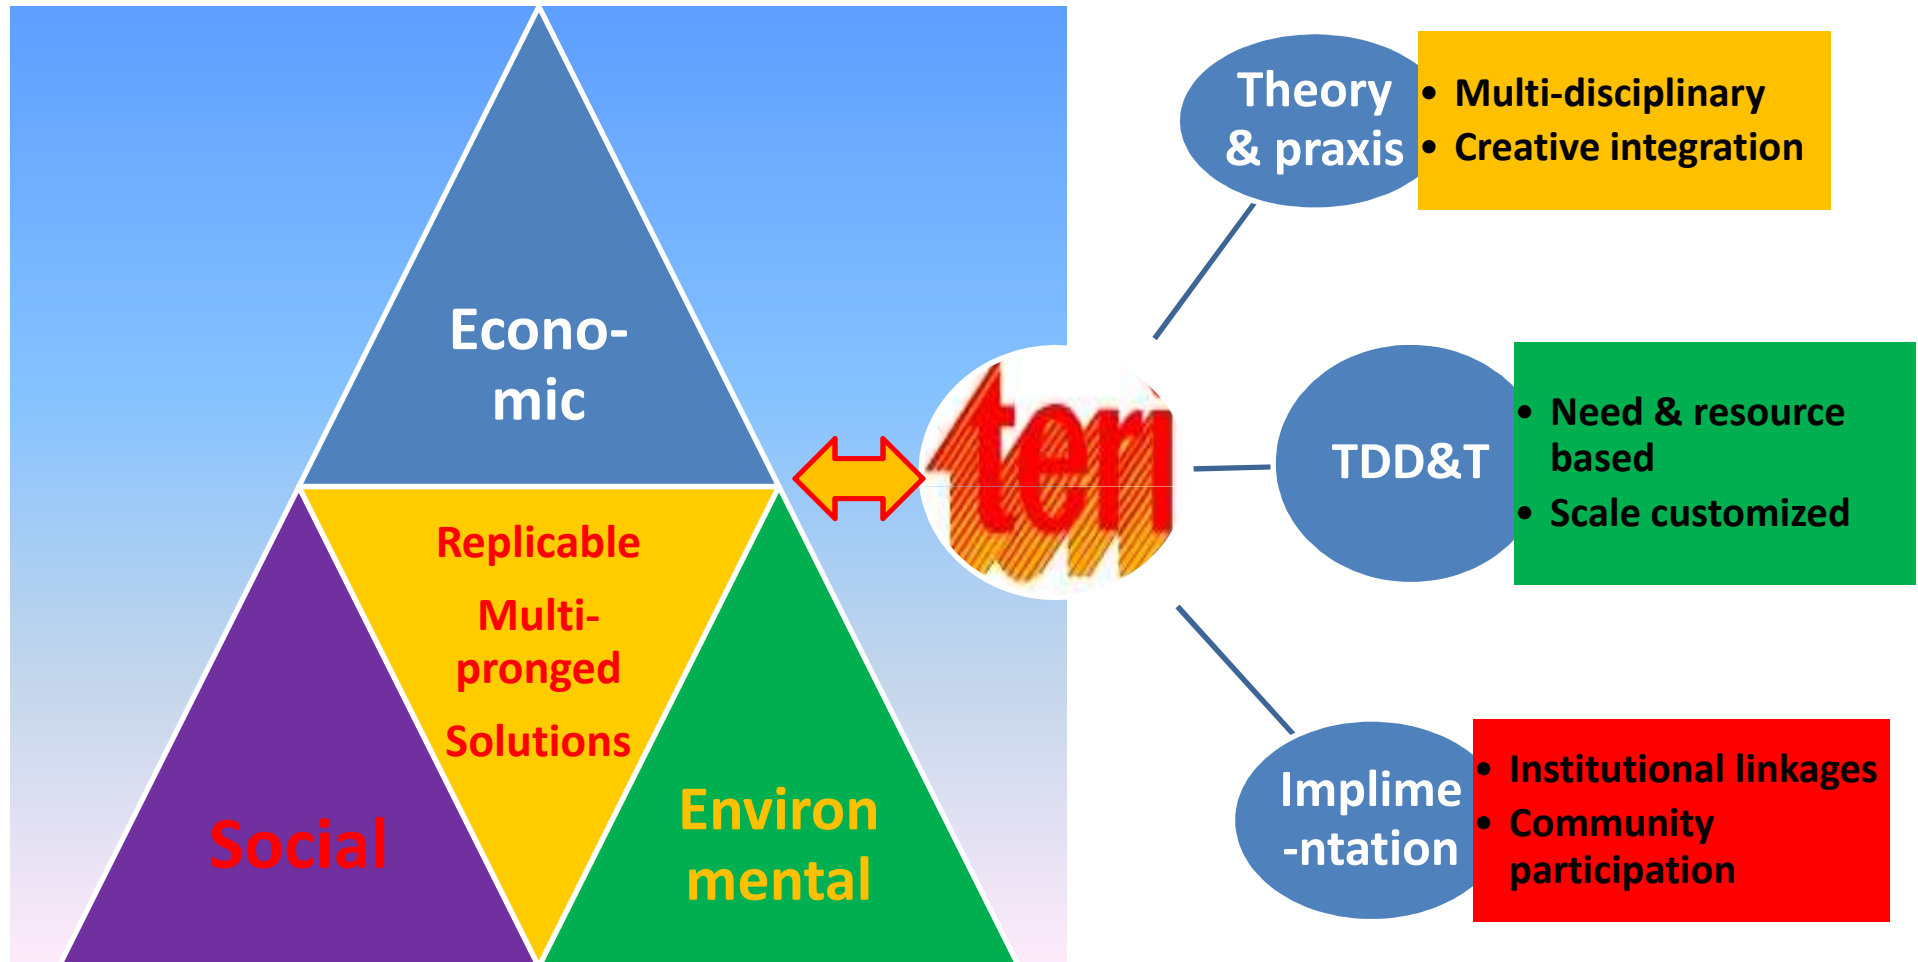 Econo-
mic
Replicable
Multi-
pronged
Solutions
Social
Environ
mental
teri
Theory
& praxis
• Multi-disciplinary
• Creative integration
TDD&T
• Need & resource
based
• Scale customized
Implime
-ntation
• Institutional linkages
• Community
participation